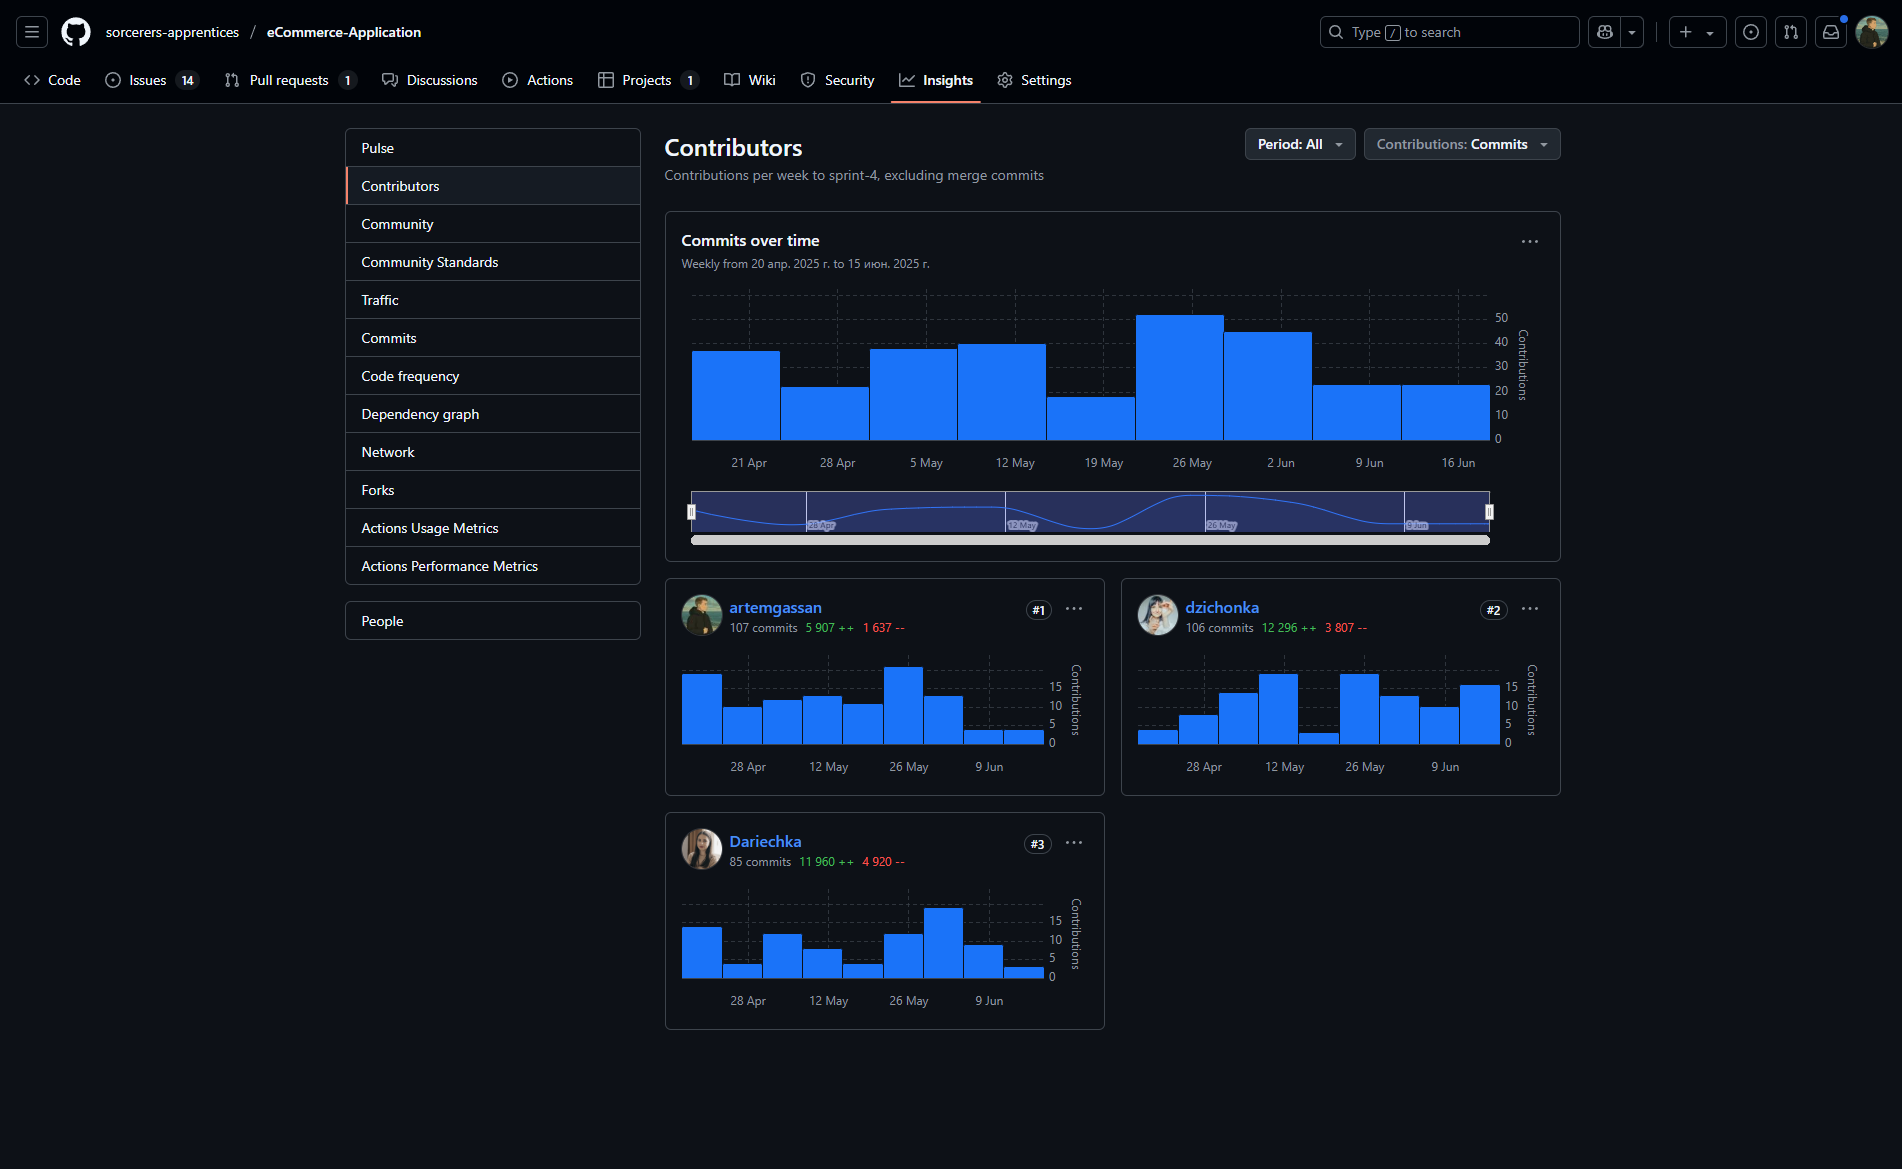 sorcerers-apprentices / eCommerce-Application
Type / to search
Code
Issues 14
Pull requests 1
Discussions
Actions
Projects 1
Wiki
Security
Insights
Settings
Pulse
Contributors
Community
Community Standards
Traffic
Commits
Code frequency
Dependency graph
Network
Forks
Actions Usage Metrics
Actions Performance Metrics
People
Contributors
Contributions per week to sprint-4, excluding merge commits
Period: All
Contributions: Commits
Commits over time
Weekly from 20 апр. 2025 г. to 15 июн. 2025 г.
50
40
30
20
10
0
Contributions
21 Apr 28 Apr 5 May 12 May 19 May 26 May 2 Jun 9 Jun 16 Jun
28 Apr 12 May 26 May 9 Jun
artemgassan
#1
107 commits 5 907 ++ 1 637 --
15
10
5
0
Contributions
28 Apr 12 May 26 May 9 Jun
dzichonka
#2
106 commits 12 296 ++ 3 807 --
15
10
5
0
Contributions
28 Apr 12 May 26 May 9 Jun
Dariechka
#3
85 commits 11 960 ++ 4 920 --
15
10
5
0
Contributions
28 Apr 12 May 26 May 9 Jun